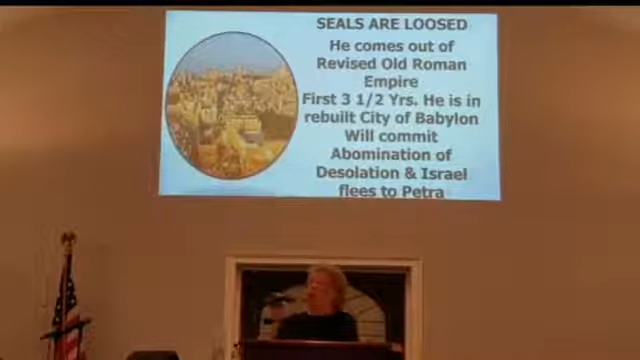 SEALS ARE LOOSED
He comes out of
Revised Old Roman
Empire
First 3 1/2 Yrs. He is in
rebuilt City of Babylon
Will commit
Abomination of
Desolation & Israel
flees to Petra